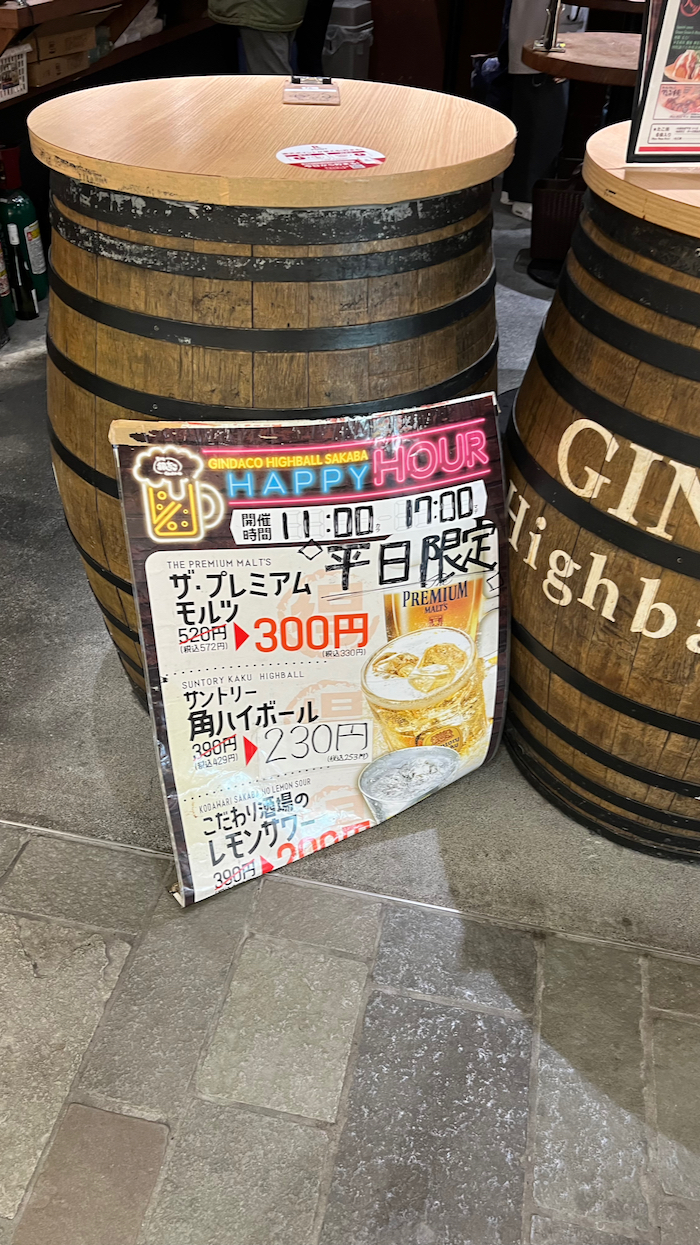 GINDACO HIGHBALL SAKABA
HAPPY HOUR
開催時間 11:00 17:00
平日限定
THE PREMIUM MALT'S
ザ・プレミアム
モルツ
520円 300円
(税込572円) (税込330円)
PREMIUM
MALT'S
SUNTORY KAKU HIGHBALL
サントリー
角ハイボール
390円 230円
(税込429円) (税込253円)
KODAWARI SAKABA NO LEMON SOUR
こだわり酒場の
レモンサワー
390円
GIN
Highba